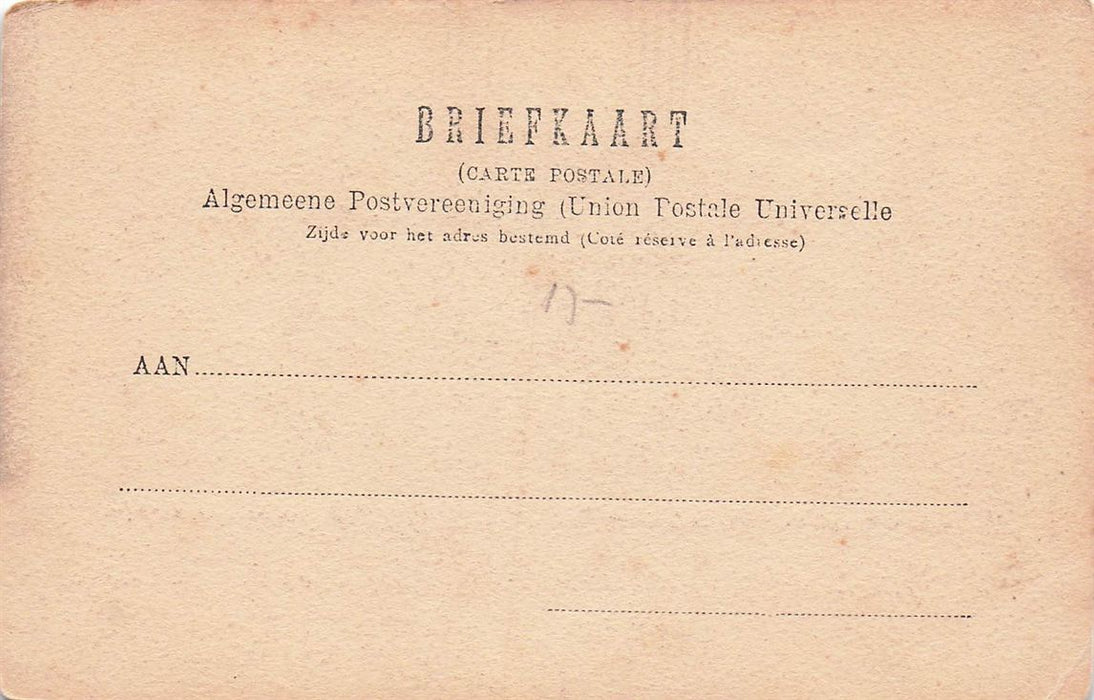 BRIEFKAART
(CARTE POSTALE)
Algemeene Postvereeniging (Union Postale Universelle
Zijde voor het adres bestemd (Coté réserve à l'adresse)
AAN